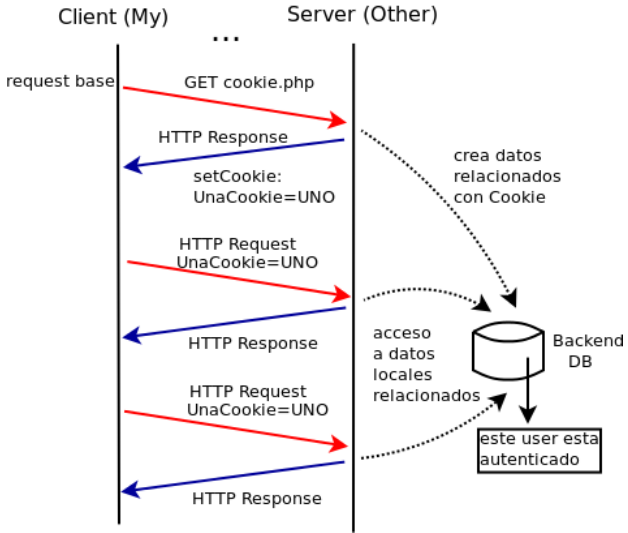 Client (My)
...
Server (Other)
request base
GET cookie.php
HTTP Response
setCookie:
UnaCookie=UNO
crea datos
relacionados
con Cookie
HTTP Request
UnaCookie=UNO
HTTP Response
acceso
a datos
locales
relacionados
Backend
DB
HTTP Request
UnaCookie=UNO
este user esta
autenticado
HTTP Response